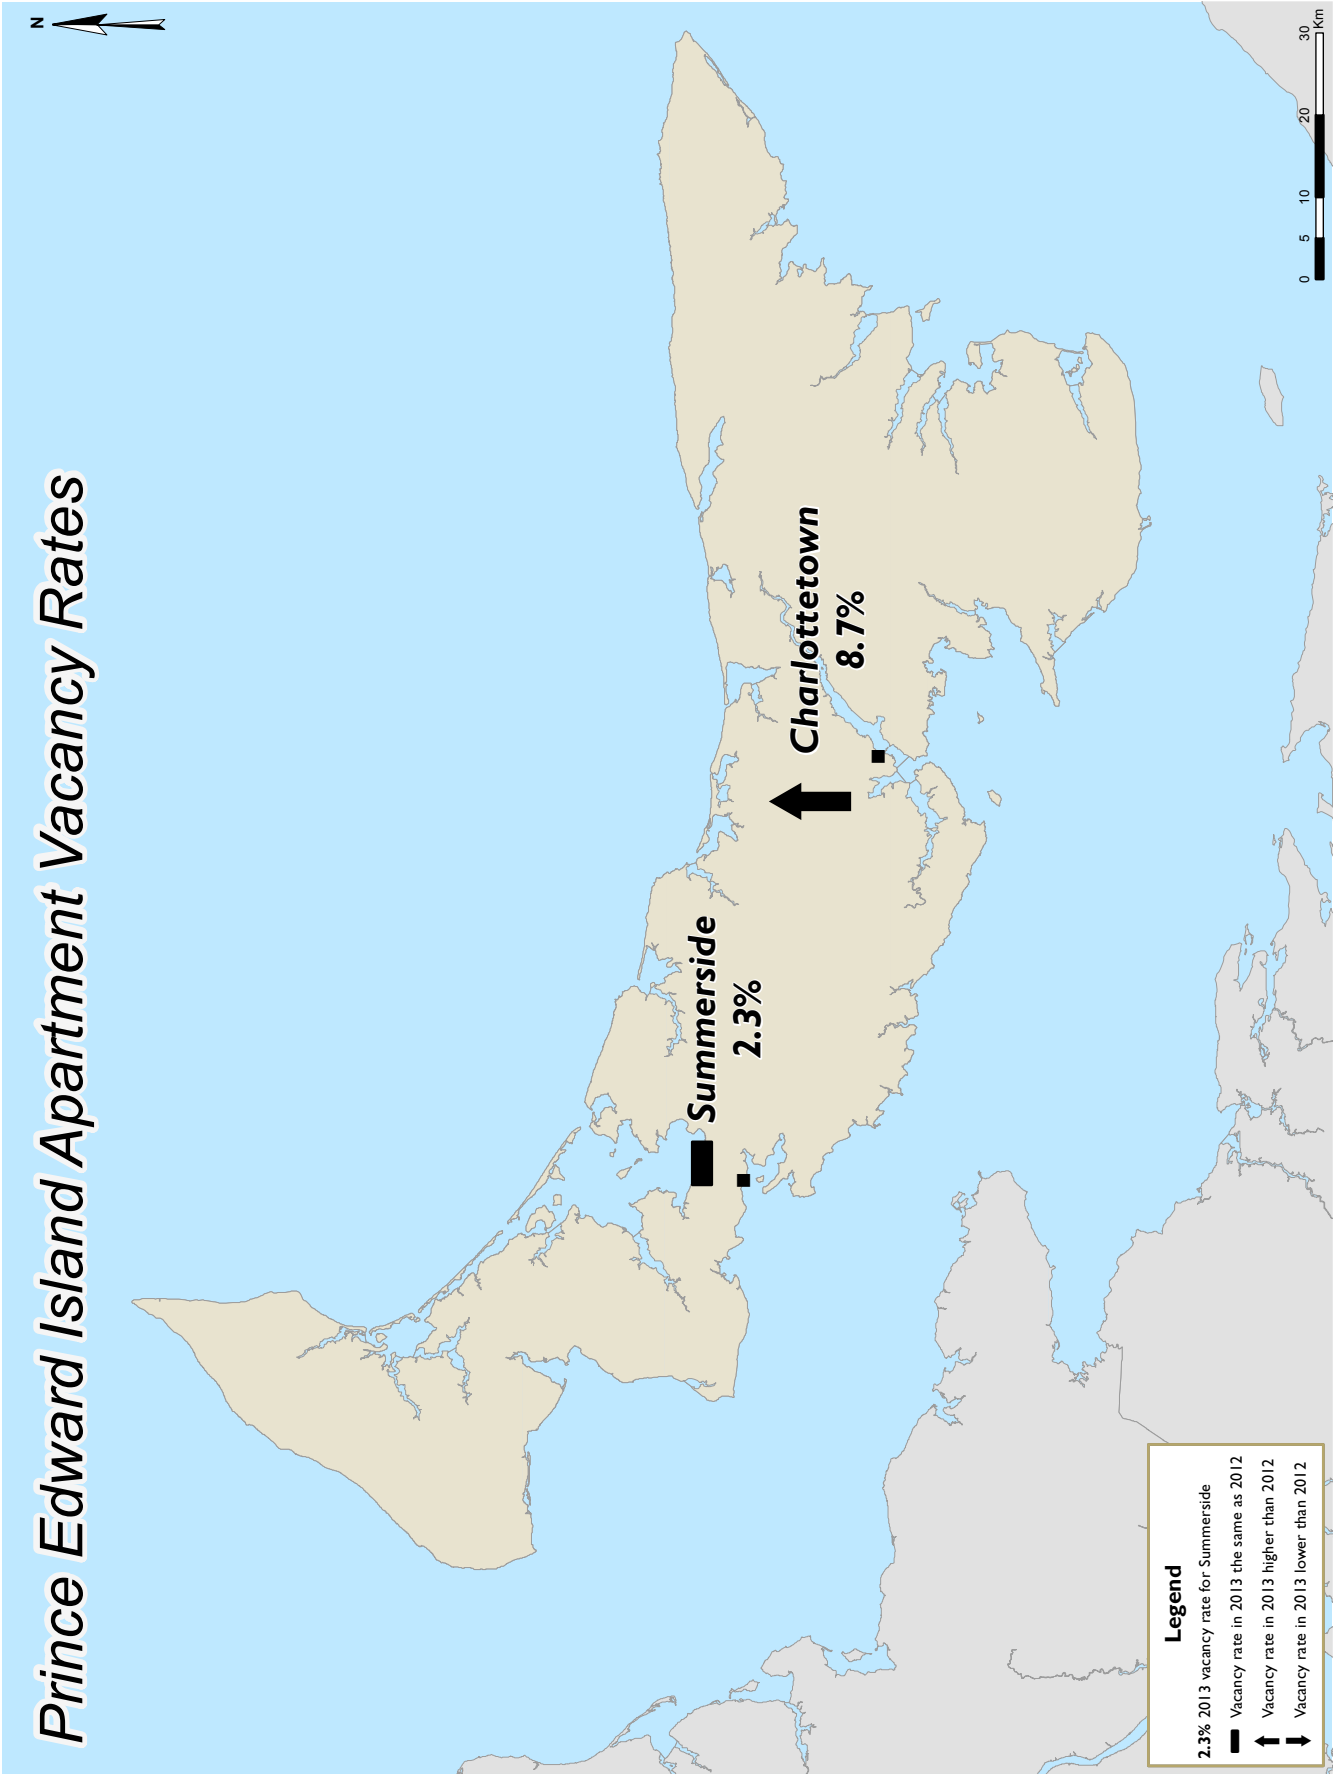 Prince Edward Island Apartment Vacancy Rates
N
Summerside
2.3%
Charlottetown
8.7%
Legend
2.3% 2013 vacancy rate for Summerside
Vacancy rate in 2013 the same as 2012
Vacancy rate in 2013 higher than 2012
Vacancy rate in 2013 lower than 2012
0 5 10 20 30
Km